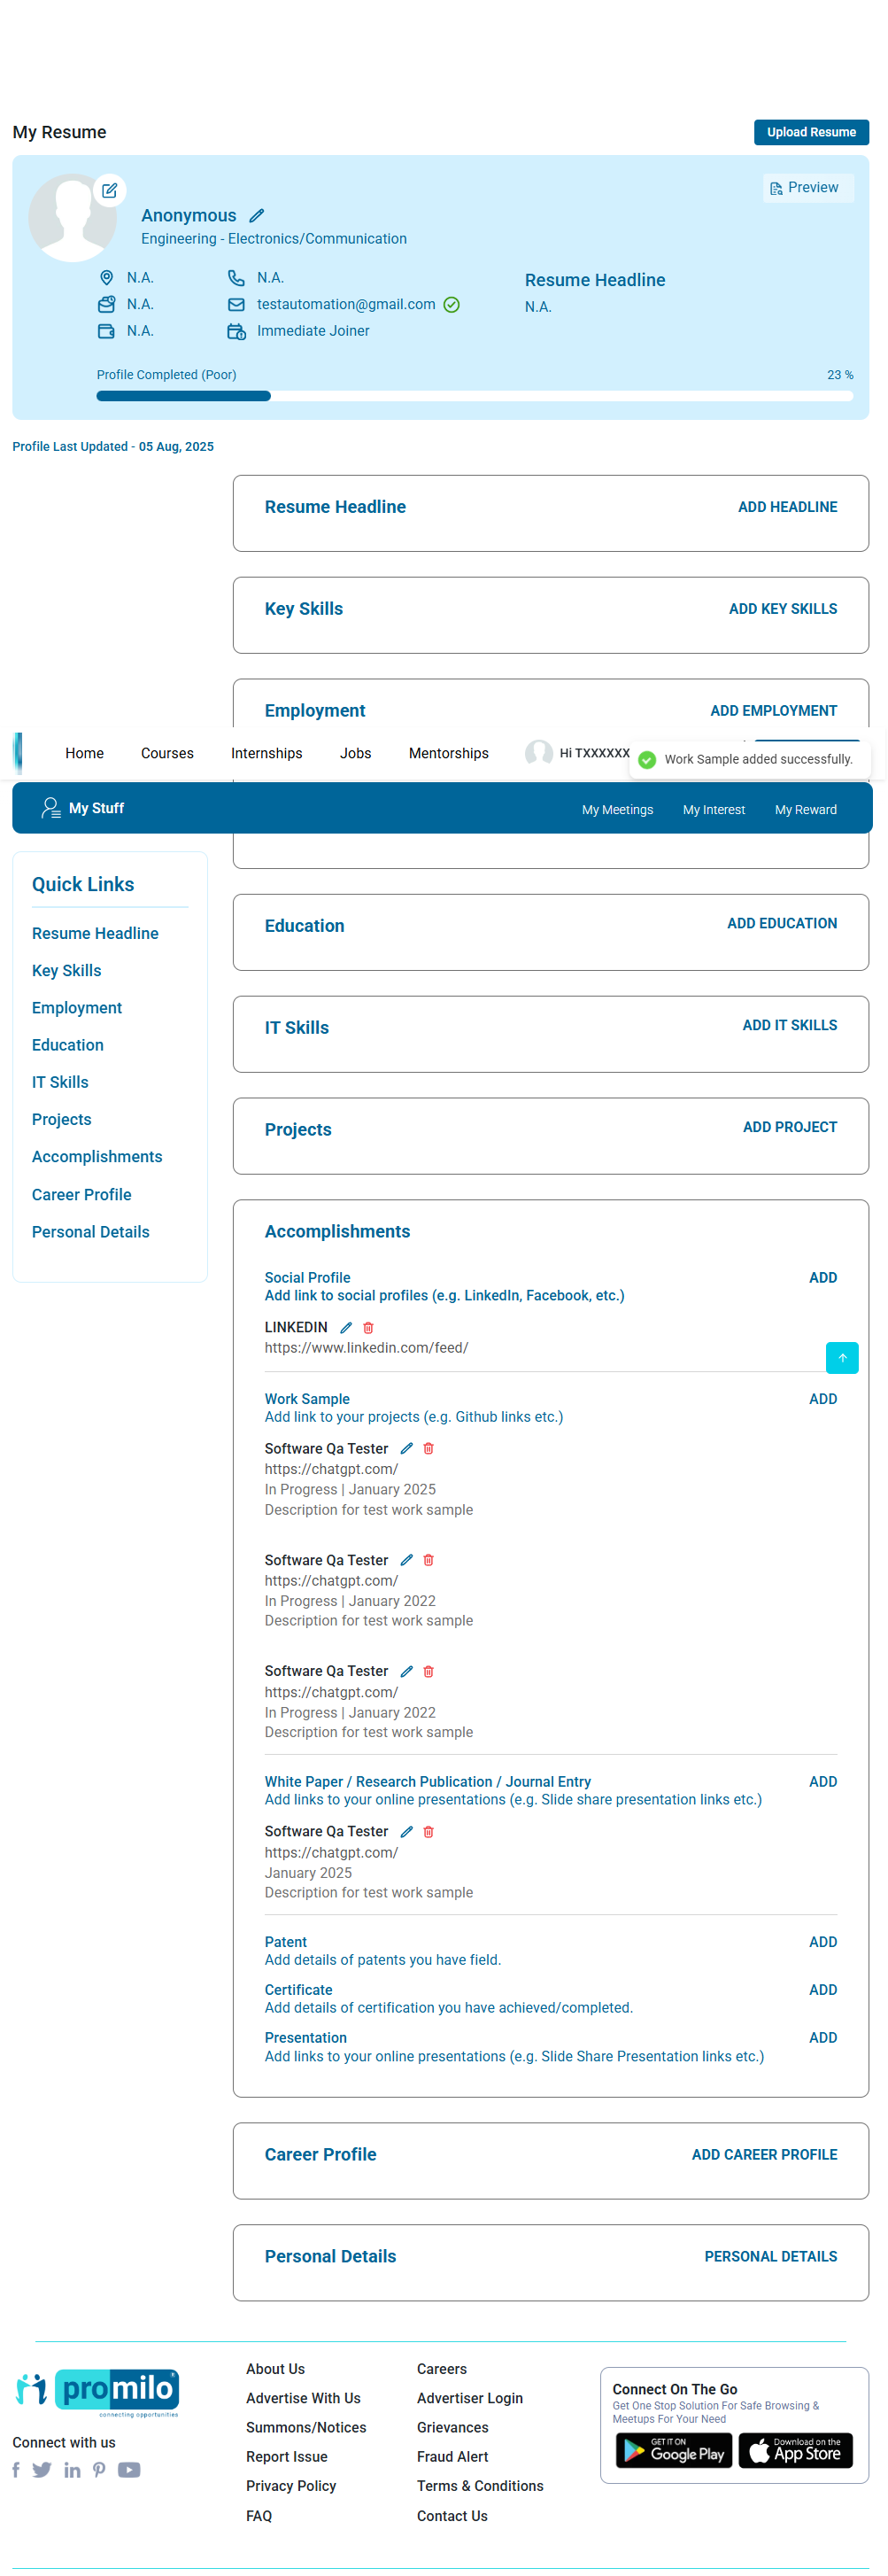 My Resume
Upload Resume
Preview
Anonymous
Engineering - Electronics/Communication
N.A.
N.A.
N.A.
testautomation@gmail.com
N.A.
Immediate Joiner
Resume Headline
N.A.
Profile Completed (Poor)
23 %
Profile Last Updated - 05 Aug, 2025
Resume Headline
ADD HEADLINE
Key Skills
ADD KEY SKILLS
Employment
ADD EMPLOYMENT
Home
Courses
Internships
Jobs
Mentorships
Hi TXXXXXX
Work Sample added successfully.
My Stuff
My Meetings
My Interest
My Reward
Quick Links
Resume Headline
Key Skills
Employment
Education
IT Skills
Projects
Accomplishments
Career Profile
Personal Details
Education
ADD EDUCATION
IT Skills
ADD IT SKILLS
Projects
ADD PROJECT
Accomplishments
Social Profile
ADD
Add link to social profiles (e.g. LinkedIn, Facebook, etc.)
LINKEDIN
https://www.linkedin.com/feed/
Work Sample
ADD
Add link to your projects (e.g. Github links etc.)
Software Qa Tester
https://chatgpt.com/
In Progress | January 2025
Description for test work sample
Software Qa Tester
https://chatgpt.com/
In Progress | January 2022
Description for test work sample
Software Qa Tester
https://chatgpt.com/
In Progress | January 2022
Description for test work sample
White Paper / Research Publication / Journal Entry
ADD
Add links to your online presentations (e.g. Slide share presentation links etc.)
Software Qa Tester
https://chatgpt.com/
January 2025
Description for test work sample
Patent
ADD
Add details of patents you have field.
Certificate
ADD
Add details of certification you have achieved/completed.
Presentation
ADD
Add links to your online presentations (e.g. Slide Share Presentation links etc.)
Career Profile
ADD CAREER PROFILE
Personal Details
PERSONAL DETAILS
promilo
connecting opportunities
Connect with us
About Us
Advertise With Us
Summons/Notices
Report Issue
Privacy Policy
FAQ
Careers
Advertiser Login
Grievances
Fraud Alert
Terms & Conditions
Contact Us
Connect On The Go
Get One Stop Solution For Safe Browsing &
Meetups For Your Need
GET IT ON
Google Play
Download on the
App Store